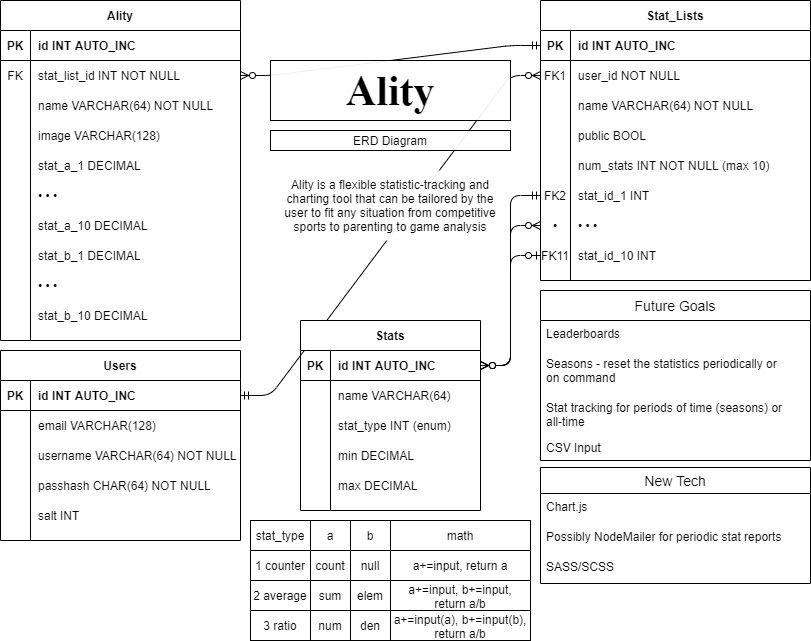 Ality
PK id INT AUTO_INC
FK stat_list_id INT NOT NULL
name VARCHAR(64) NOT NULL
image VARCHAR(128)
stat_a_1 DECIMAL
• • •
stat_a_10 DECIMAL
stat_b_1 DECIMAL
• • •
stat_b_10 DECIMAL
Users
PK id INT AUTO_INC
email VARCHAR(128)
username VARCHAR(64) NOT NULL
passhash CHAR(64) NOT NULL
salt INT
Ality
ERD Diagram
Ality is a flexible statistic-tracking and
charting tool that can be tailored by the
user to fit any situation from competitive
sports to parenting to game analysis
Stats
PK id INT AUTO_INC
name VARCHAR(64)
stat_type INT (enum)
min DECIMAL
max DECIMAL
stat_type a b math
1 counter count null a+=input, return a
2 average sum elem a+=input, b+=input,
return a/b
3 ratio num den a+=input(a), b+=input(b),
return a/b
Stat_Lists
PK id INT AUTO_INC
FK1 user_id NOT NULL
name VARCHAR(64) NOT NULL
public BOOL
num_stats INT NOT NULL (max 10)
FK2 stat_id_1 INT
• • • •
FK11 stat_id_10 INT
Future Goals
Leaderboards
Seasons - reset the statistics periodically or
on command
Stat tracking for periods of time (seasons) or
all-time
CSV Input
New Tech
Chart.js
Possibly NodeMailer for periodic stat reports
SASS/SCSS